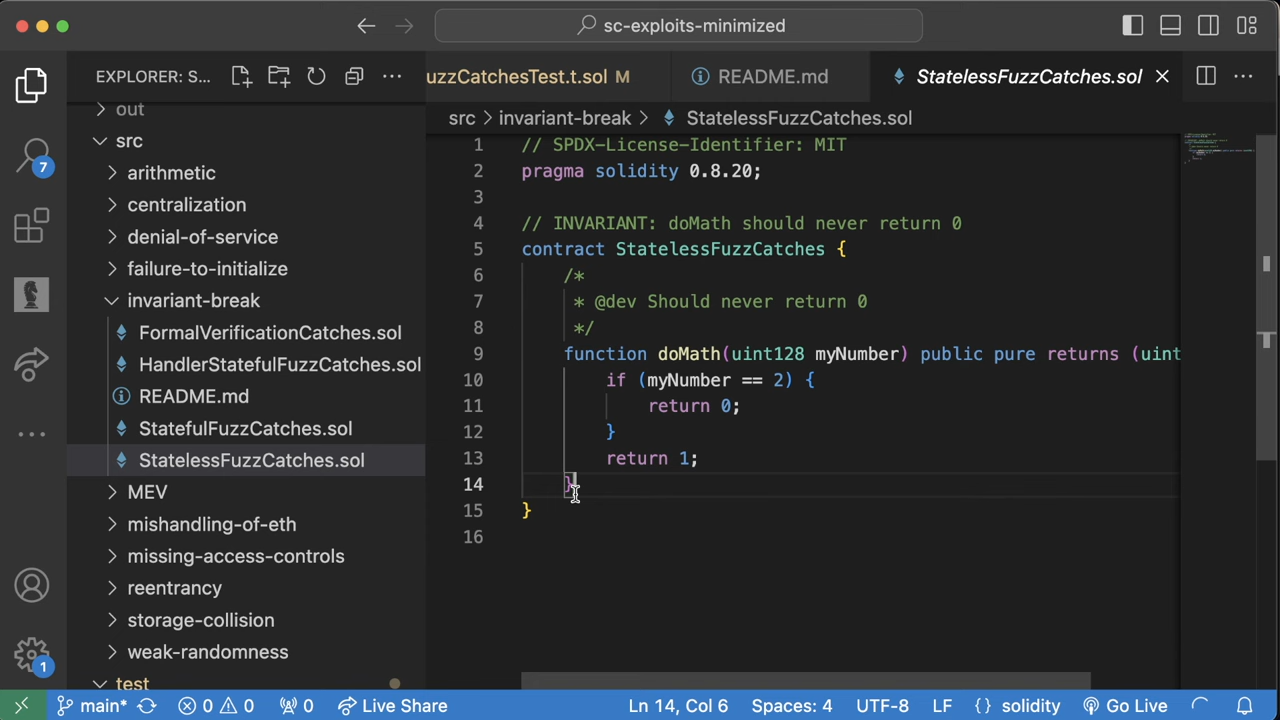 sc-exploits-minimized
EXPLORER: S...
uzzCatchesTest.t.sol M
README.md
StatelessFuzzCatches.sol
src > invariant-break > StatelessFuzzCatches.sol
7
out
src
arithmetic
centralization
denial-of-service
failure-to-initialize
invariant-break
FormalVerificationCatches.sol
HandlerStatefulFuzzCatches.sol
README.md
StatefulFuzzCatches.sol
StatelessFuzzCatches.sol
MEV
mishandling-of-eth
missing-access-controls
reentrancy
storage-collision
weak-randomness
test
1
1 // SPDX-License-Identifier: MIT
2 pragma solidity 0.8.20;
3
4 // INVARIANT: doMath should never return 0
5 contract StatelessFuzzCatches {
6 /*
7 * @dev Should never return 0
8 */
9 function doMath(uint128 myNumber) public pure returns (uint
10 if (myNumber == 2) {
11 return 0;
12 }
13 return 1;
14 }
15 }
16
main* 0 0 0 Live Share Ln 14, Col 6 Spaces: 4 UTF-8 LF {} solidity Go Live